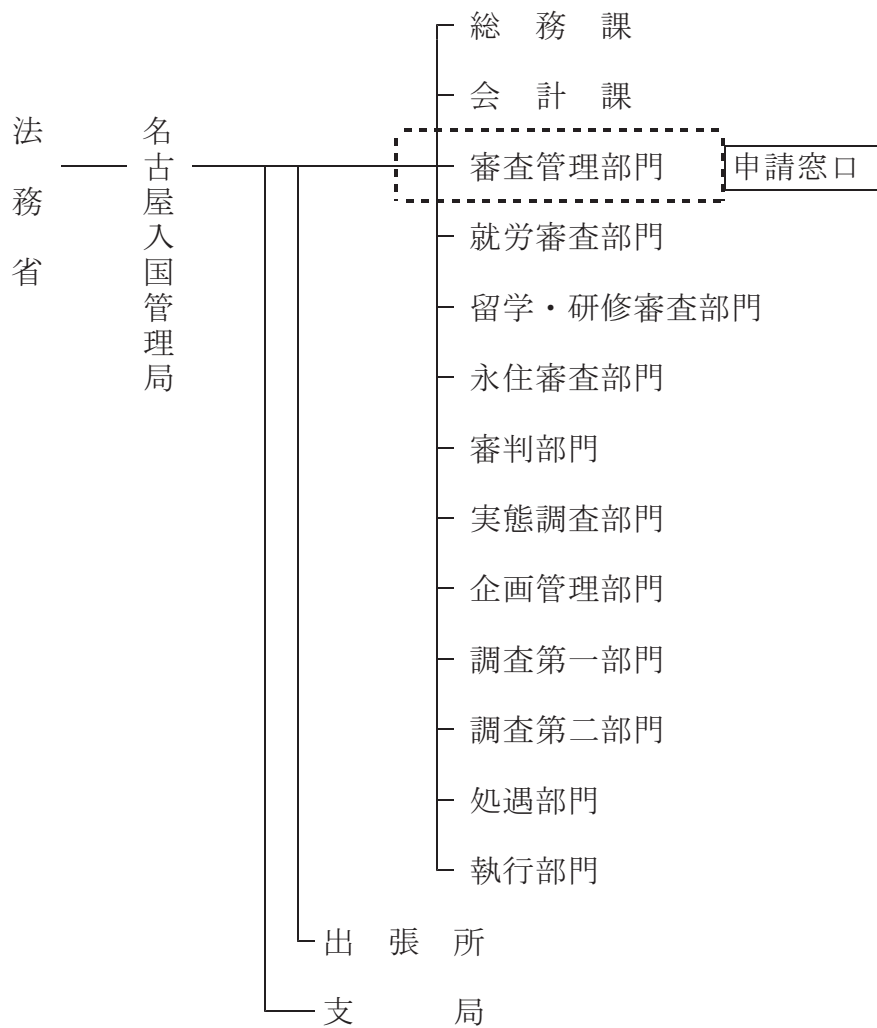 法務省
名古屋入国管理局
総務課
会計課
審査管理部門
申請窓口
就労審査部門
留学・研修審査部門
永住審査部門
審判部門
実態調査部門
企画管理部門
調査第一部門
調査第二部門
処遇部門
執行部門
出張所
支局